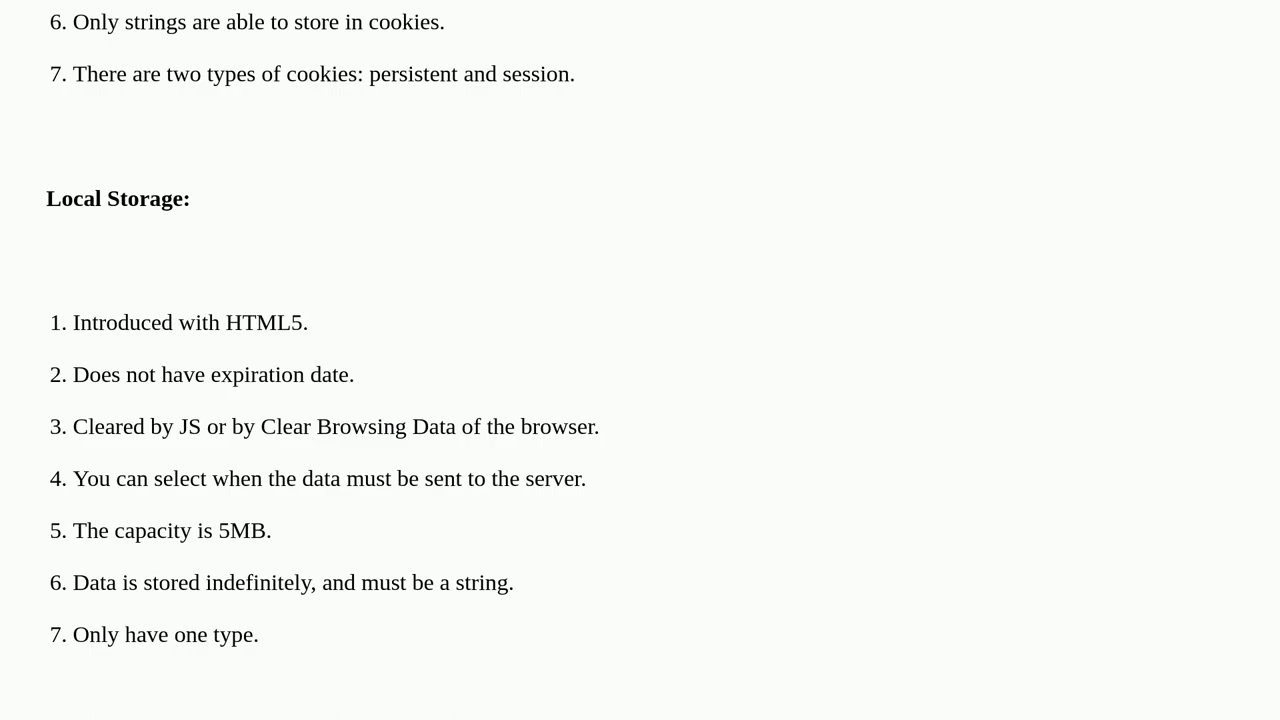 6. Only strings are able to store in cookies.
7. There are two types of cookies: persistent and session.
Local Storage:
1. Introduced with HTML5.
2. Does not have expiration date.
3. Cleared by JS or by Clear Browsing Data of the browser.
4. You can select when the data must be sent to the server.
5. The capacity is 5MB.
6. Data is stored indefinitely, and must be a string.
7. Only have one type.